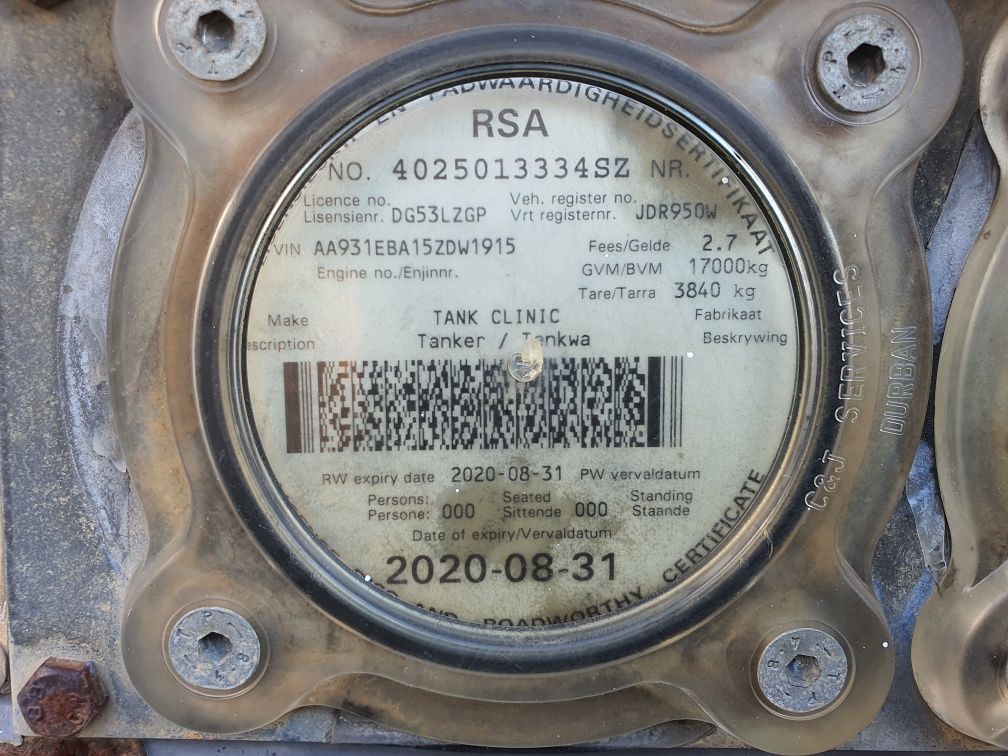 EN PADWAARDIGHEIDSERTIFIKAAT
RSA
NO. 4025013334SZ NR.
Licence no. Veh. register no.
Lisensienr. DG53LZGP Vrt registernr. JDR950W
VIN AA931EBA15ZDW1915 Fees/Gelde 2.7
Engine no./Enjinnr. GVM/BVM 17000kg
Tare/Tarra 3840 kg
Make TANK CLINIC Fabrikaat
escription Tanker / Tenkwa Beskrywing
RW expiry date 2020-08-31 PW vervaldatum
Persons: Seated Standing
Persone: 000 Sittende 000 Staande
Date of expiry/Vervaldatum
2020-08-31
AND ROADWORTHY CERTIFICATE
C&J SERVICES
DURBAN